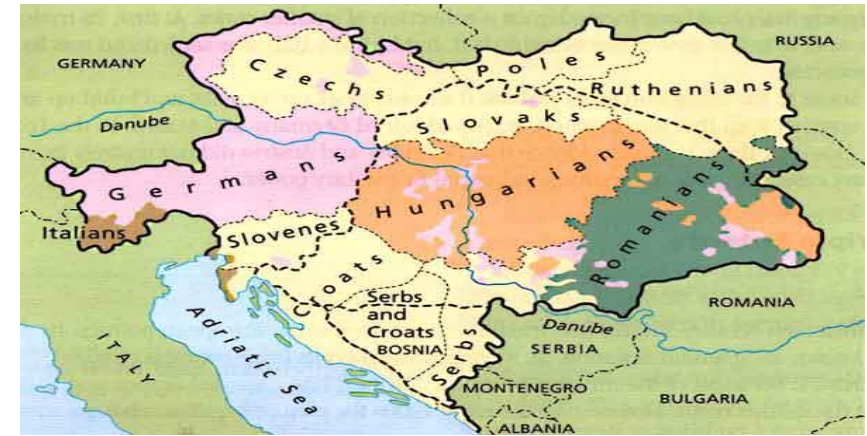 RUSSIA
GERMANY
Czechs
Poles
Ruthenians
Danube
Slovaks
Germans
Hungarians
Romanians
Italians
Slovenes
Croats
Serbs
and
Croats
BOSNIA
Serbs
ROMANIA
Danube
SERBIA
Adriatic Sea
ITALY
MONTENEGRO
BULGARIA
ALBANIA